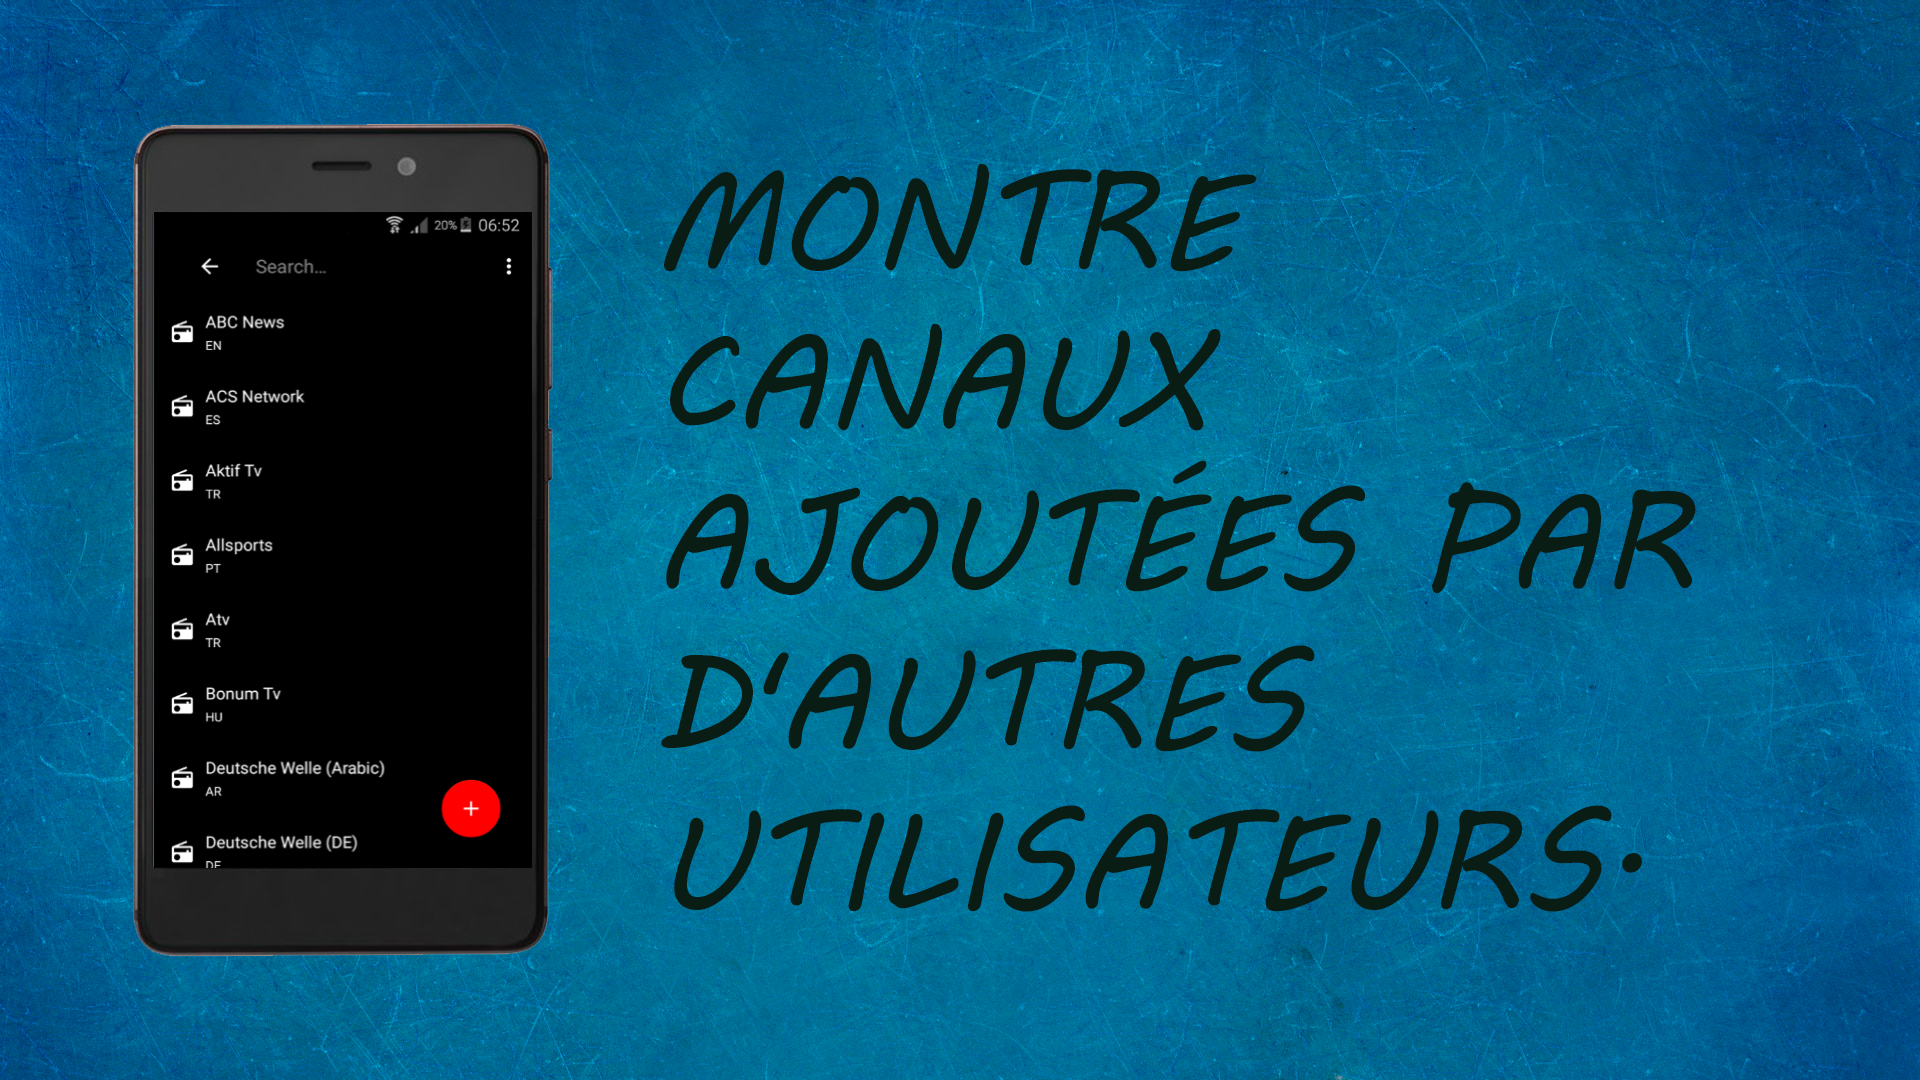 20% 06:52
Search...
ABC News
EN
ACS Network
ES
Aktif Tv
TR
Allsports
PT
Atv
TR
Bonum Tv
HU
Deutsche Welle (Arabic)
AR
Deutsche Welle (DE)
DE
MONTRE
CANAUX
AJOUTÉES PAR
D'AUTRES
UTILISATEURS.